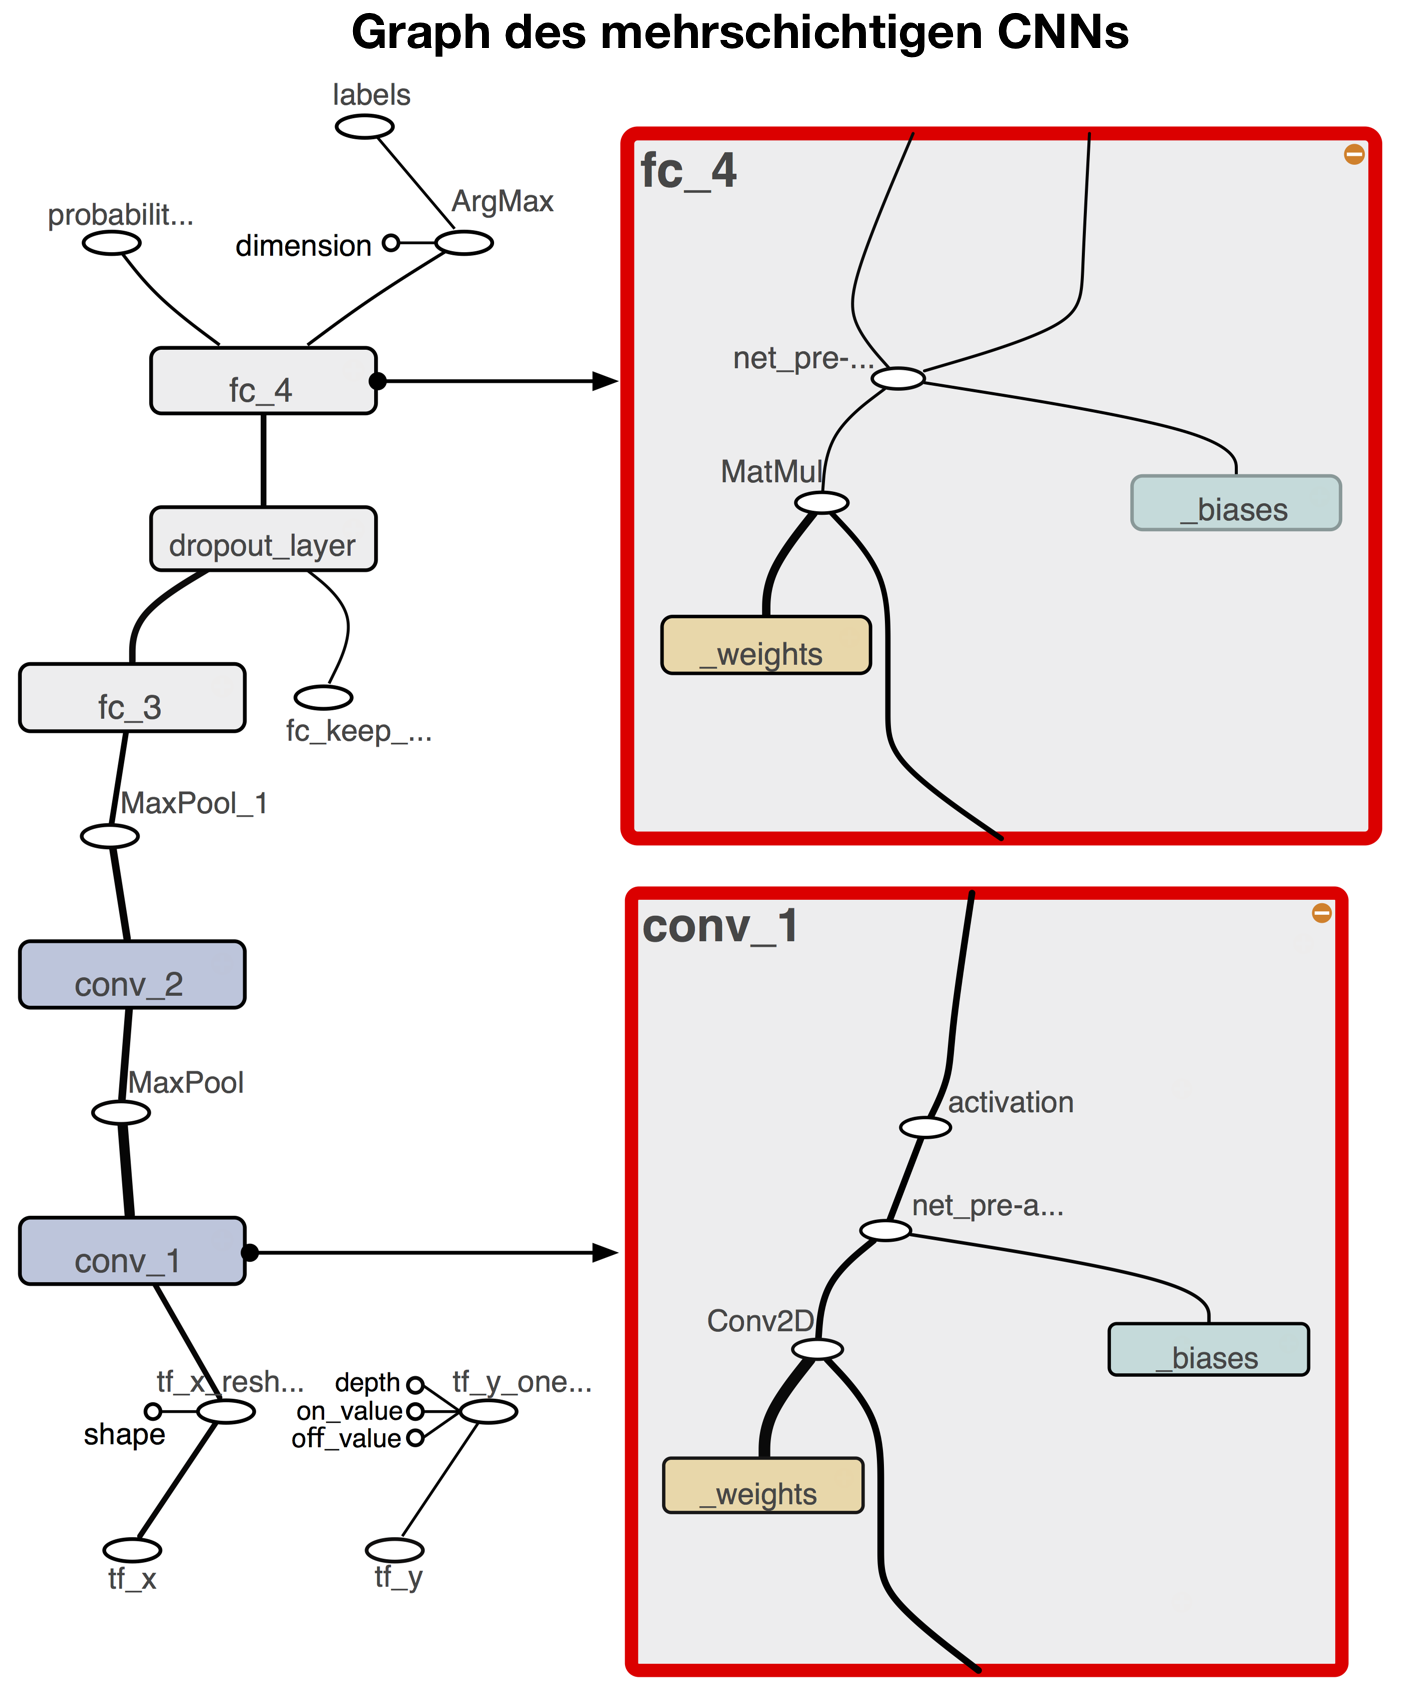 Graph des mehrschichtigen CNNs
labels
probabilit...
ArgMax
dimension
fc_4
dropout_layer
fc_3
fc_keep_...
MaxPool_1
conv_2
MaxPool
conv_1
tf_x_resh...
shape
depth
on_value
off_value
tf_y_one...
tf_x
tf_y
fc_4
net_pre-...
MatMul
_biases
_weights
conv_1
activation
net_pre-a...
Conv2D
_biases
_weights